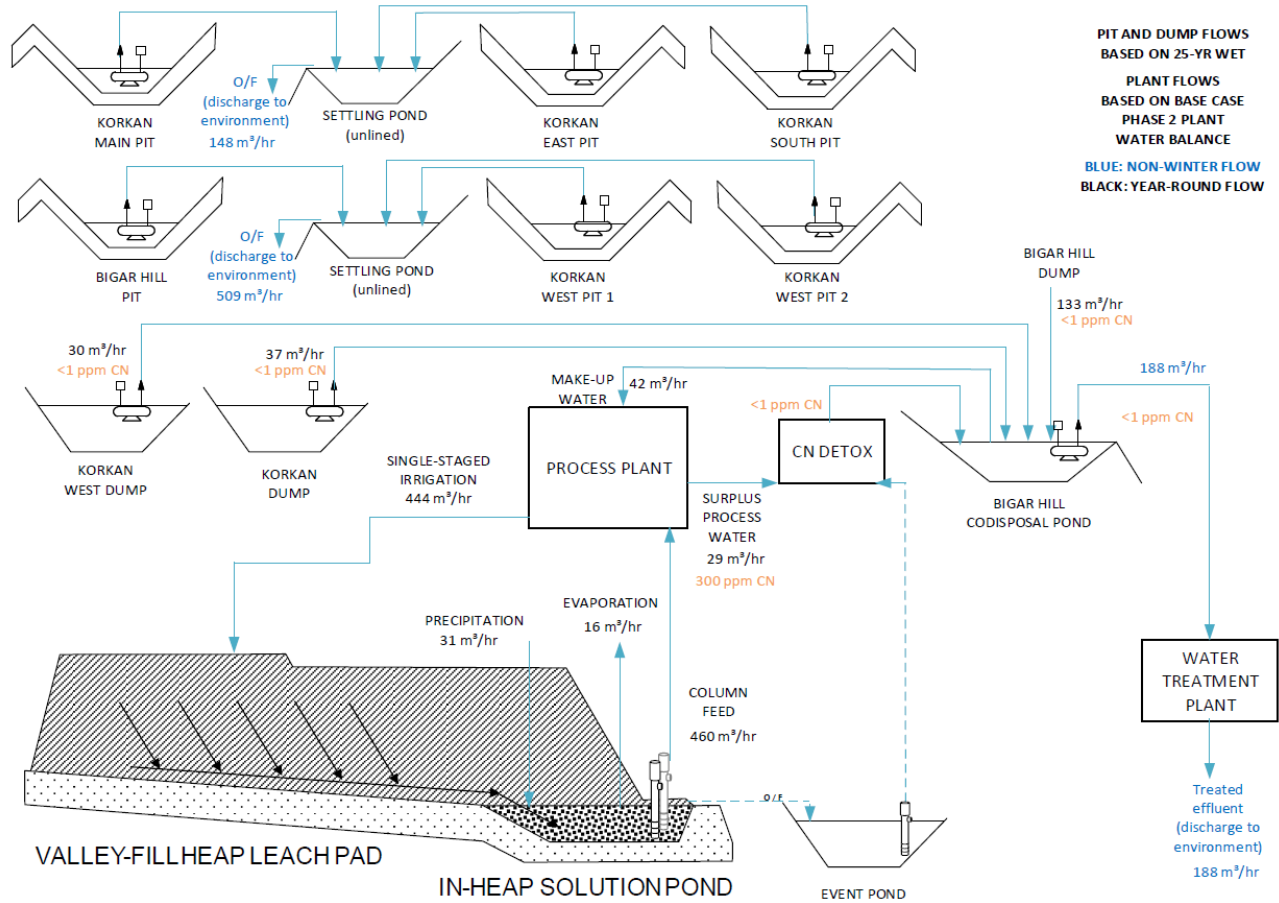 PIT AND DUMP FLOWS
BASED ON 25-YR WET
PLANT FLOWS
BASED ON BASE CASE
PHASE 2 PLANT
WATER BALANCE
BLUE: NON-WINTER FLOW
BLACK: YEAR-ROUND FLOW
KORKAN
MAIN PIT
O/F
(discharge to
environment)
148 m³/hr
SETTLING POND
(unlined)
KORKAN
EAST PIT
KORKAN
SOUTH PIT
BIGAR HILL
PIT
O/F
(discharge to
environment)
509 m³/hr
SETTLING POND
(unlined)
KORKAN
WEST PIT 1
KORKAN
WEST PIT 2
BIGAR HILL
DUMP
133 m³/hr
<1 ppm CN
30 m³/hr
<1 ppm CN
37 m³/hr
<1 ppm CN
KORKAN
WEST DUMP
KORKAN
DUMP
MAKE-UP
WATER
42 m³/hr
<1 ppm CN
188 m³/hr
<1 ppm CN
PROCESS PLANT
CN DETOX
BIGAR HILL
CODISPOSAL POND
SINGLE-STAGED
IRRIGATION
444 m³/hr
SURPLUS
PROCESS
WATER
29 m³/hr
300 ppm CN
PRECIPITATION
31 m³/hr
EVAPORATION
16 m³/hr
COLUMN
FEED
460 m³/hr
WATER
TREATMENT
PLANT
O/F
Treated
effluent
(discharge to
environment)
188 m³/hr
VALLEY-FILLHEAP LEACH PAD
IN-HEAP SOLUTION POND
EVENT POND